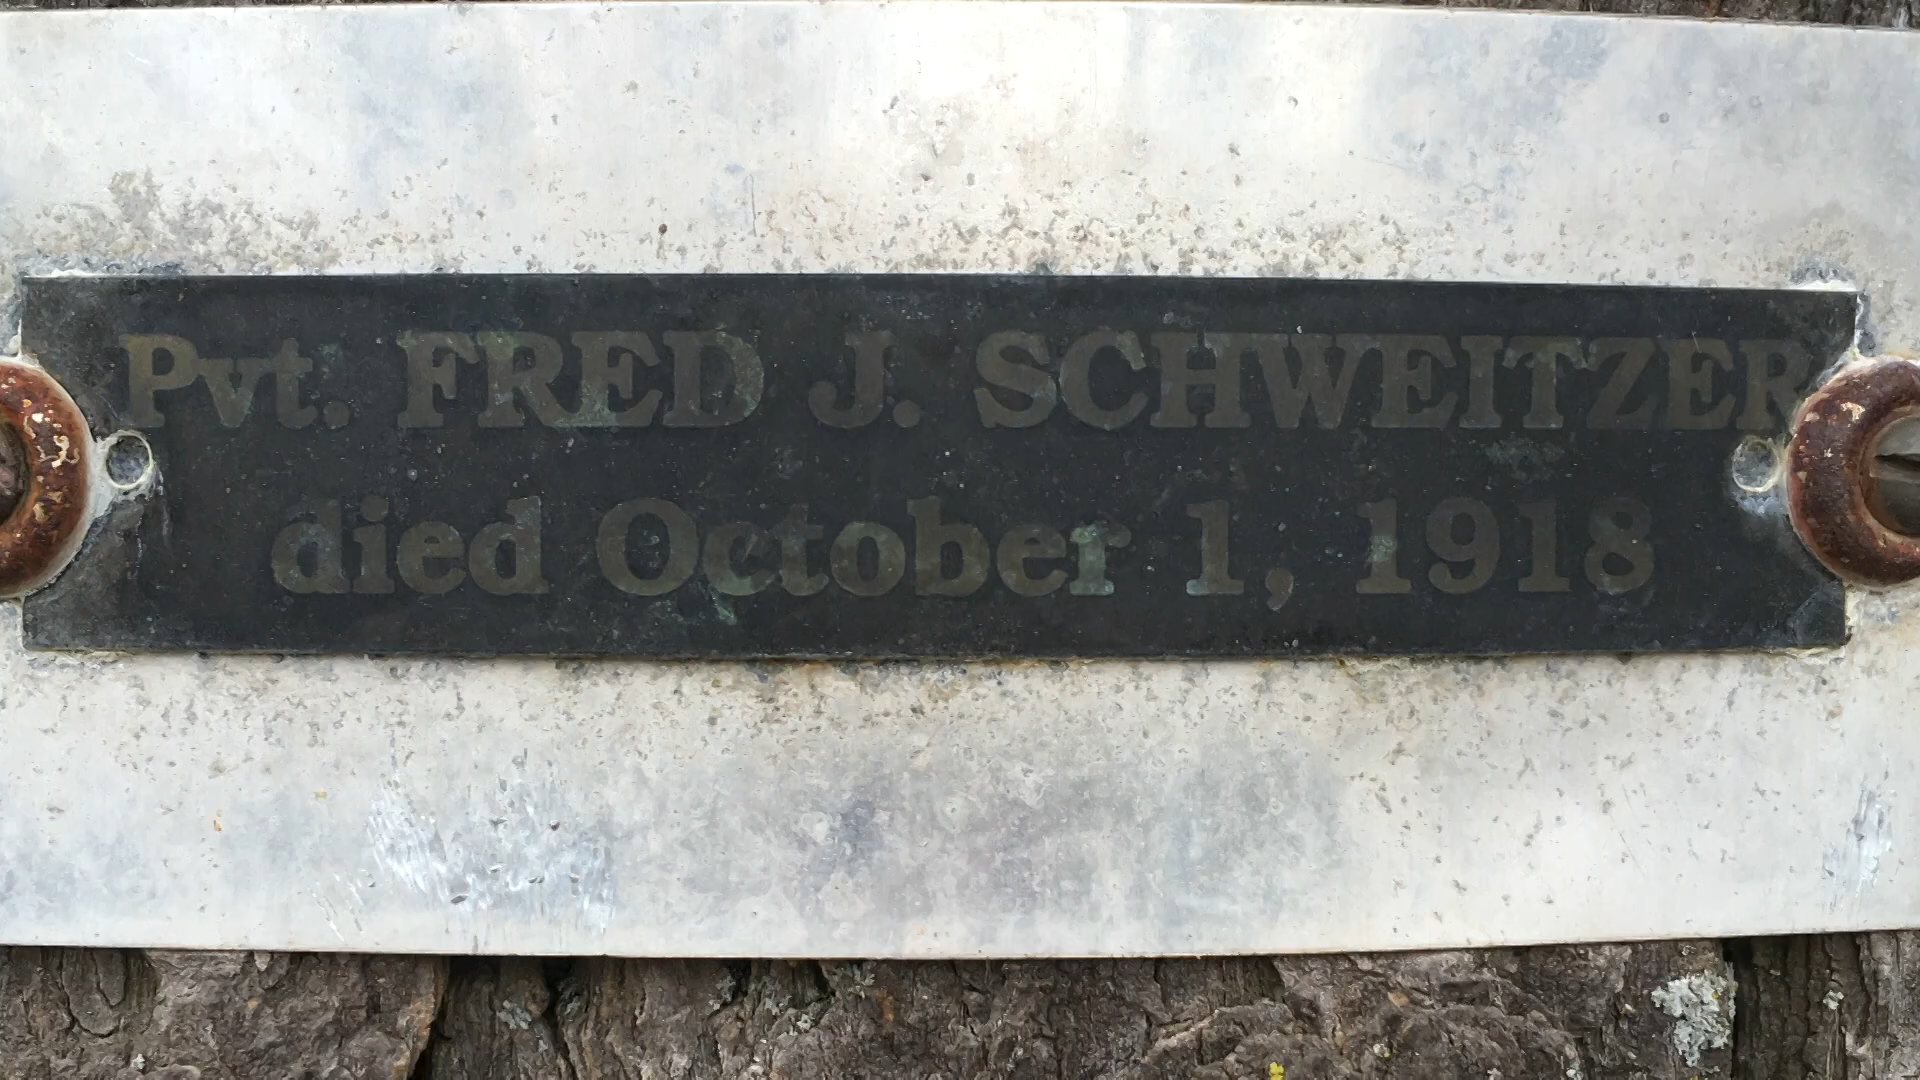 Pvt. FRED J. SCHWEITZER
died October 1, 1918